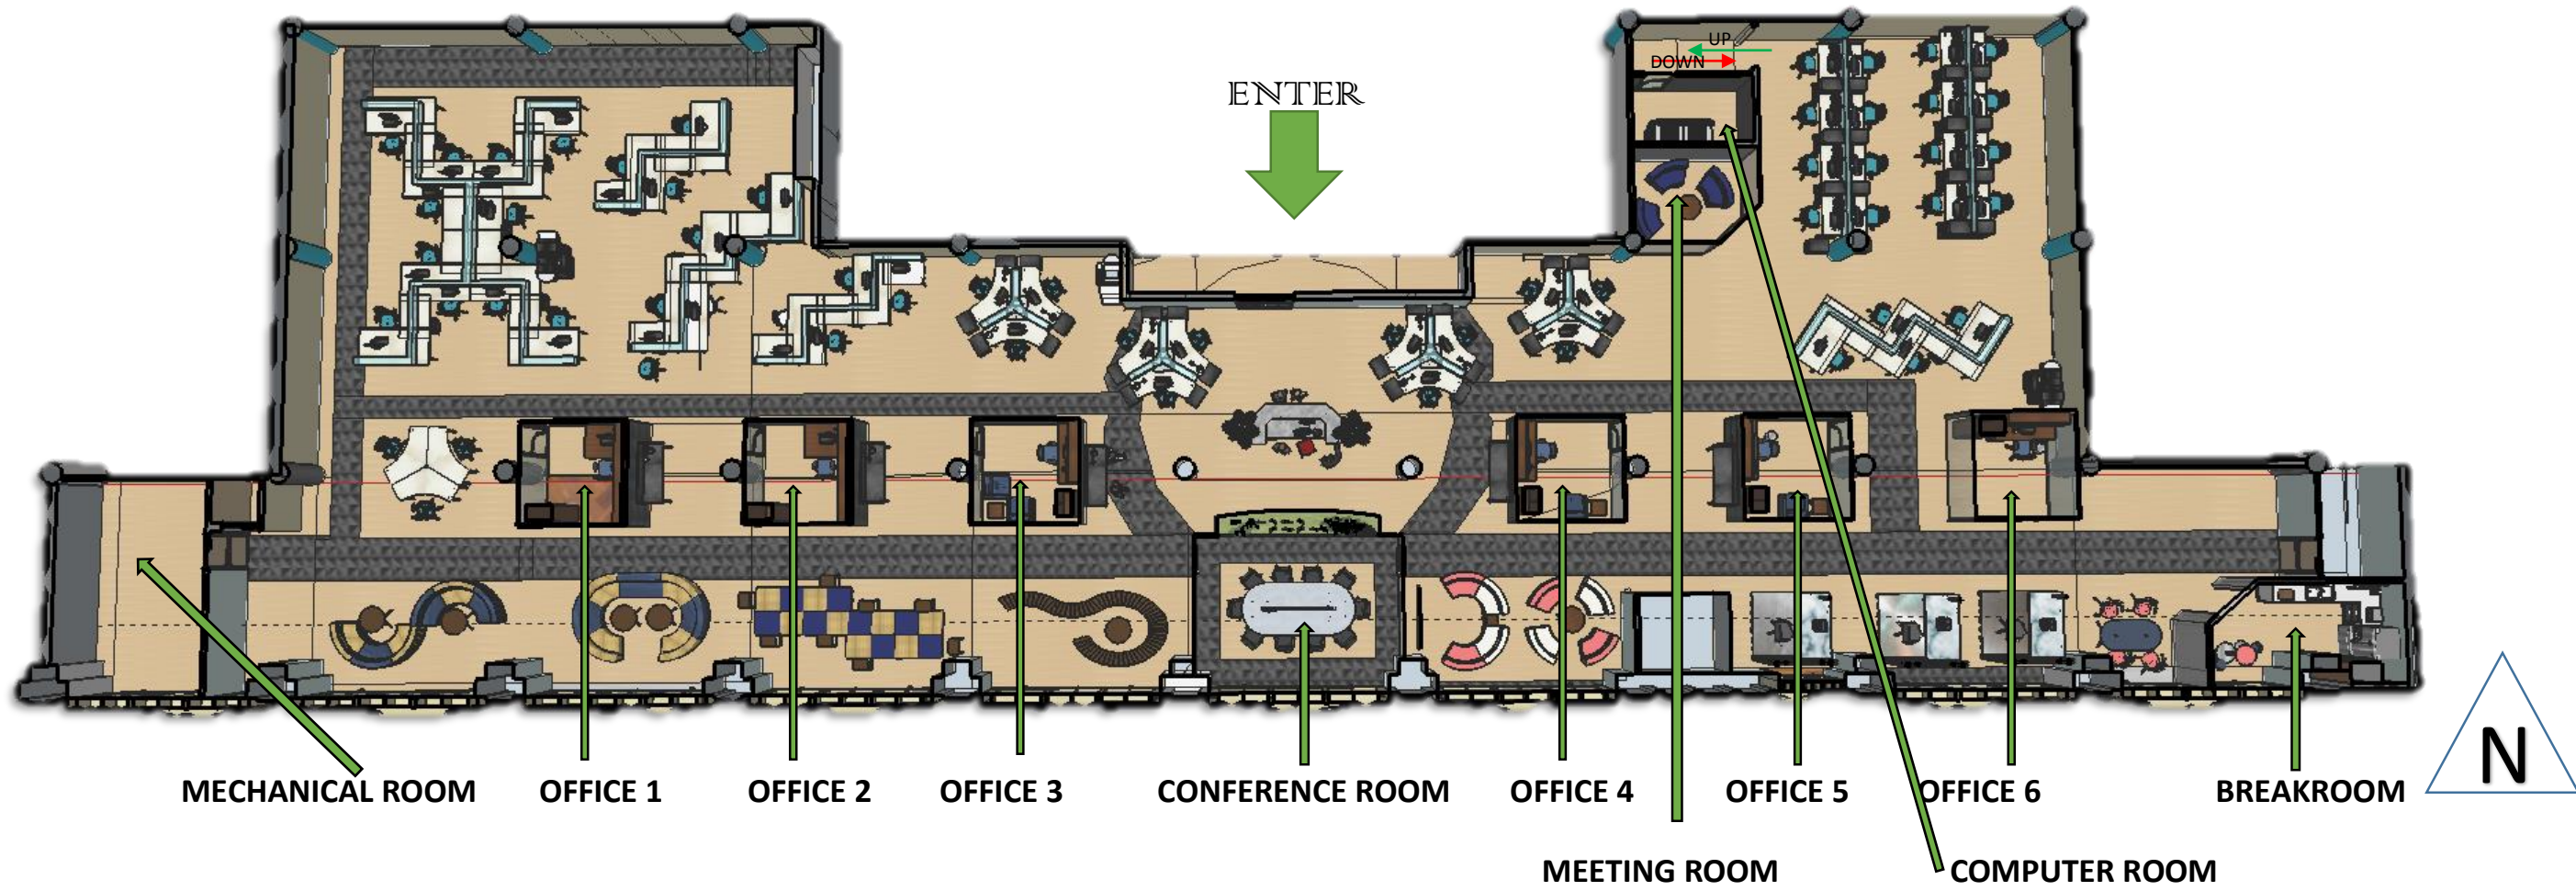 UP
DOWN
ENTER
MECHANICAL ROOM
OFFICE 1
OFFICE 2
OFFICE 3
CONFERENCE ROOM
OFFICE 4
OFFICE 5
OFFICE 6
BREAKROOM
N
MEETING ROOM
COMPUTER ROOM